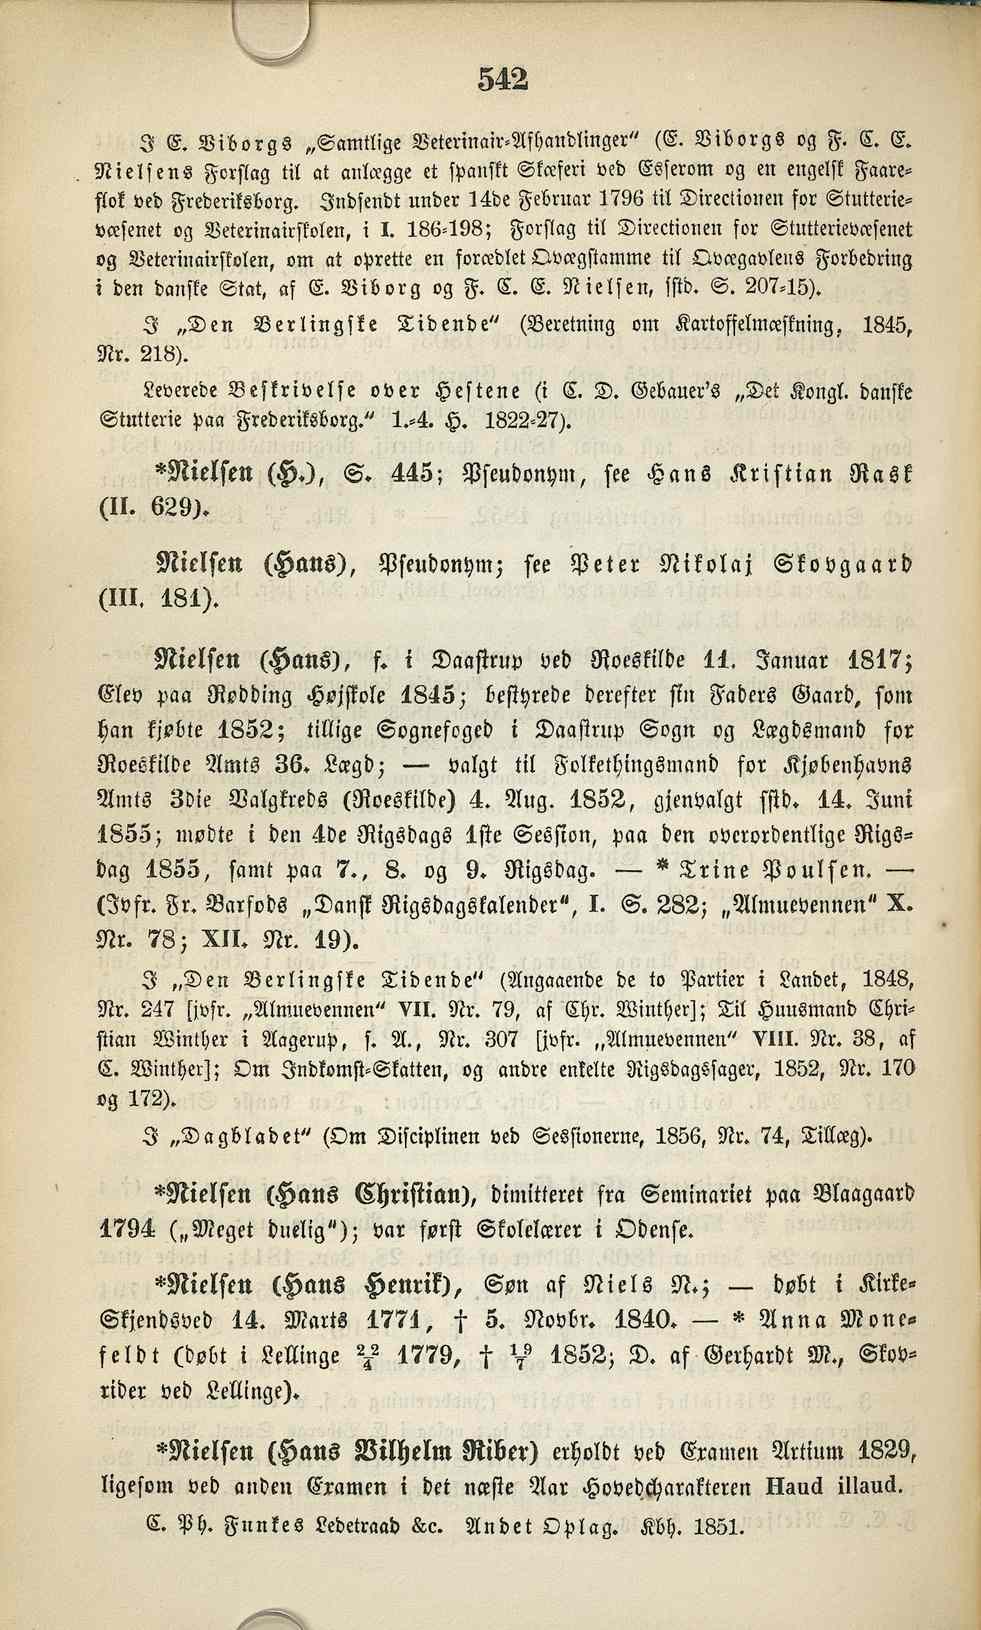 542
I E. Viborgs „Samtlige Veterinair-Afhandlinger“ (E. Viborgs og F. C. E.
Nielsens Forslag til at anlægge et spanskt Skæferi ved Esserom og en engelsk Faare-
flok ved Frederiksborg. Indsendt under 14de Februar 1796 til Directionen for Stutterie-
væsenet og Veterinairskolen, i I. 186-198; Forslag til Directionen for Stutterievæsenet
og Veterinairskolen, om at oprette en forædlet Qvægstamme til Qvægavlens Forbedring
i den danske Stat, af E. Viborg og F. C. E. Nielsen, sstd. S. 207-15).
I „Den Berlingske Tidende“ (Beretning om Kartoffelmæskning, 1845,
Nr. 218).
Leverede Beskrivelse over Hestene (i C. D. Gebauer's „Det Kongl. danske
Stutterie paa Frederiksborg.“ 1.-4. H. 1822-27).
*Nielsen (H.), S. 445; Pseudonym, see Hans Kristian Rask
(II. 629).
Nielsen (Hans), Pseudonym; see Peter Nikolaj Skovgaard
(III. 181).
Nielsen (Hans), f. i Daastrup ved Roeskilde 11. Januar 1817;
Elev paa Rødding Højskole 1845; bestyrede derefter sin Faders Gaard, som
han kjøbte 1852; tillige Sognefoged i Daastrup Sogn og Lægdsmand for
Roeskilde Amts 36. Lægd; — valgt til Folkethingsmand for Kjøbenhavns
Amts 3die Valgkreds (Roeskilde) 4. Aug. 1852, gjenvalgt sstd. 14. Juni
1855; mødte i den 4de Rigsdags 1ste Session, paa den overordentlige Rigs-
dag 1855, samt paa 7., 8. og 9. Rigsdag. — * Trine Poulsen. —
(Jvfr. Fr. Barfods „Dansk Rigsdagskalender“, I. S. 282; „Almuevennen“ X.
Nr. 78; XII. Nr. 19).
I „Den Berlingske Tidende“ (Angaaende de to Partier i Landet, 1848,
Nr. 247 [jvfr. „Almuevennen“ VII. Nr. 79, af Chr. Winther]; Til Huusmand Chri-
stian Winther i Aagerup, s. A., Nr. 307 [jvfr. „Almuevennen“ VIII. Nr. 38, af
C. Winther]; Om Indkomst-Skatten, og andre enkelte Rigsdagssager, 1852, Nr. 170
og 172).
I „Dagbladet“ (Om Disciplinen ved Sessionerne, 1856, Nr. 74, Tillæg).
*Nielsen (Hans Christian), dimitteret fra Seminariet paa Blaagaard
1794 („Meget duelig“); var først Skolelærer i Odense.
*Nielsen (Hans Henrik), Søn af Niels N.; — døbt i Kirke-
Skjendsved 14. Marts 1771, † 5. Novbr. 1840. — * Anna Mone-
feldt (døbt i Lellinge 22/4 1779, † 19/7 1852; D. af Gerhardt M., Skov-
rider ved Lellinge).
*Nielsen (Hans Vilhelm Riber) erholdt ved Examen Artium 1829,
ligesom ved anden Examen i det næste Aar Hovedcharakteren Haud illaud.
C. Ph. Funkes Ledetraad &c. Andet Oplag. Kbh. 1851.